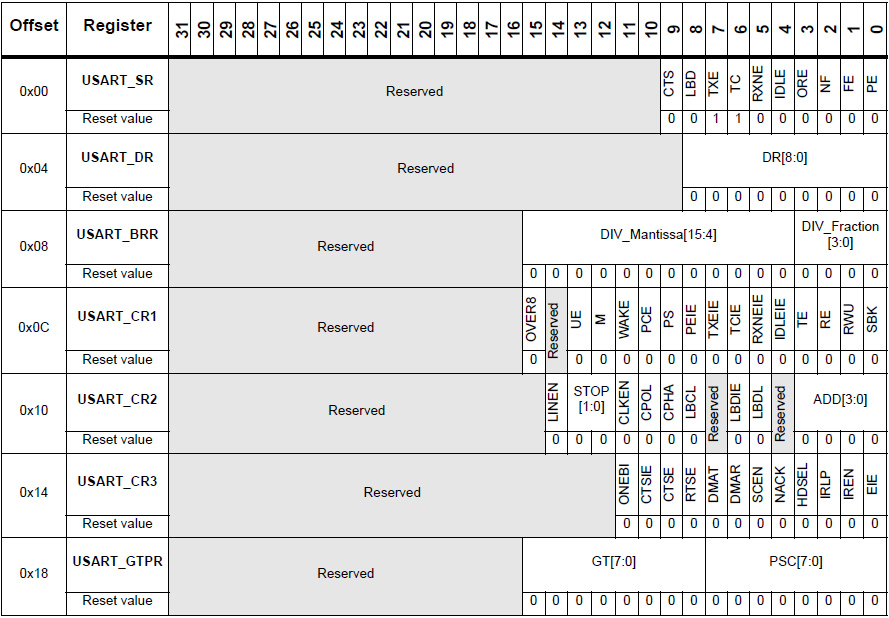 Offset Register 31 30 29 28 27 26 25 24 23 22 21 20 19 18 17 16 15 14 13 12 11 10 9 8 7 6 5 4 3 2 1 0
0x00 USART_SR Reserved CTS LBD TXE TC RXNE IDLE ORE NF FE PE
Reset value 0 0 1 1 0 0 0 0 0 0
0x04 USART_DR Reserved DR[8:0]
Reset value 0 0 0 0 0 0 0 0 0
0x08 USART_BRR Reserved DIV_Mantissa[15:4] DIV_Fraction
[3:0]
Reset value 0 0 0 0 0 0 0 0 0 0 0 0 0 0 0 0
0x0C USART_CR1 Reserved OVER8 Reserved UE M WAKE PCE PS PEIE TXEIE TCIE RXNEIE IDLEIE TE RE RWU SBK
Reset value 0 0 0 0 0 0 0 0 0 0 0 0 0 0 0
0x10 USART_CR2 Reserved LINEN STOP
[1:0] CLKEN CPOL CPHA LBCL Reserved LBDIE LBDL Reserved ADD[3:0]
Reset value 0 0 0 0 0 0 0 0 0 0 0 0 0
0x14 USART_CR3 Reserved ONEBI CTSIE CTSE RTSE DMAT DMAR SCEN NACK HDSEL IRLP IREN EIE
Reset value 0 0 0 0 0 0 0 0 0 0 0 0
0x18 USART_GTPR Reserved GT[7:0] PSC[7:0]
Reset value 0 0 0 0 0 0 0 0 0 0 0 0 0 0 0 0